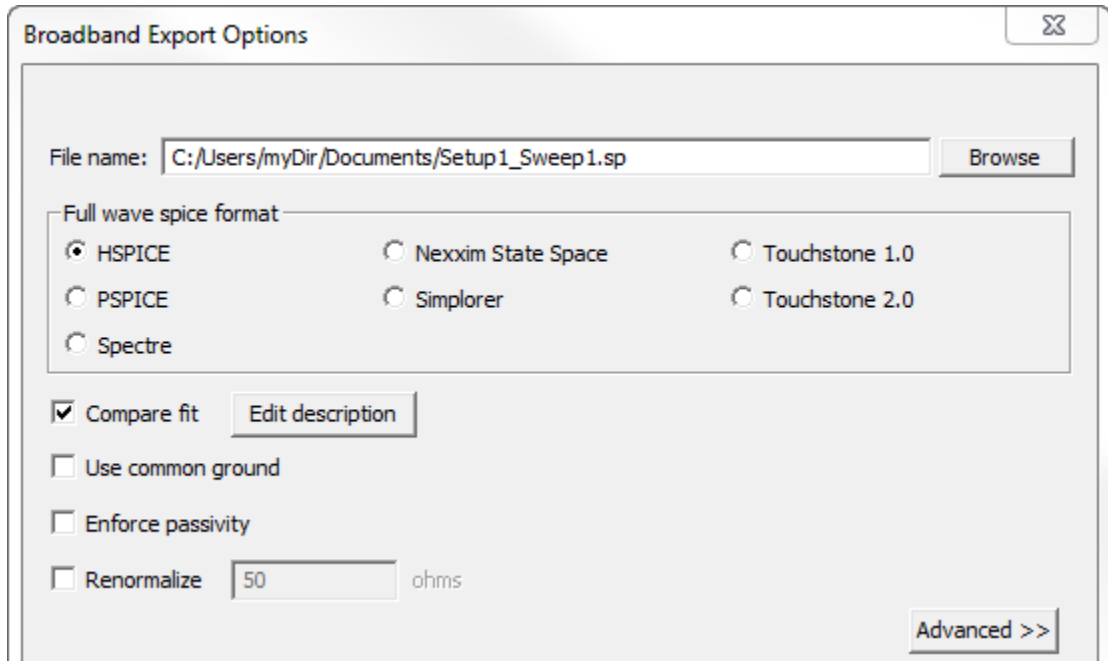 Broadband Export Options
File name: C:/Users/myDir/Documents/Setup1_Sweep1.sp Browse
Full wave spice format
HSPICE Nexxim State Space Touchstone 1.0
PSPICE Simplorer Touchstone 2.0
Spectre
Compare fit Edit description
Use common ground
Enforce passivity
Renormalize 50 ohms
Advanced >>